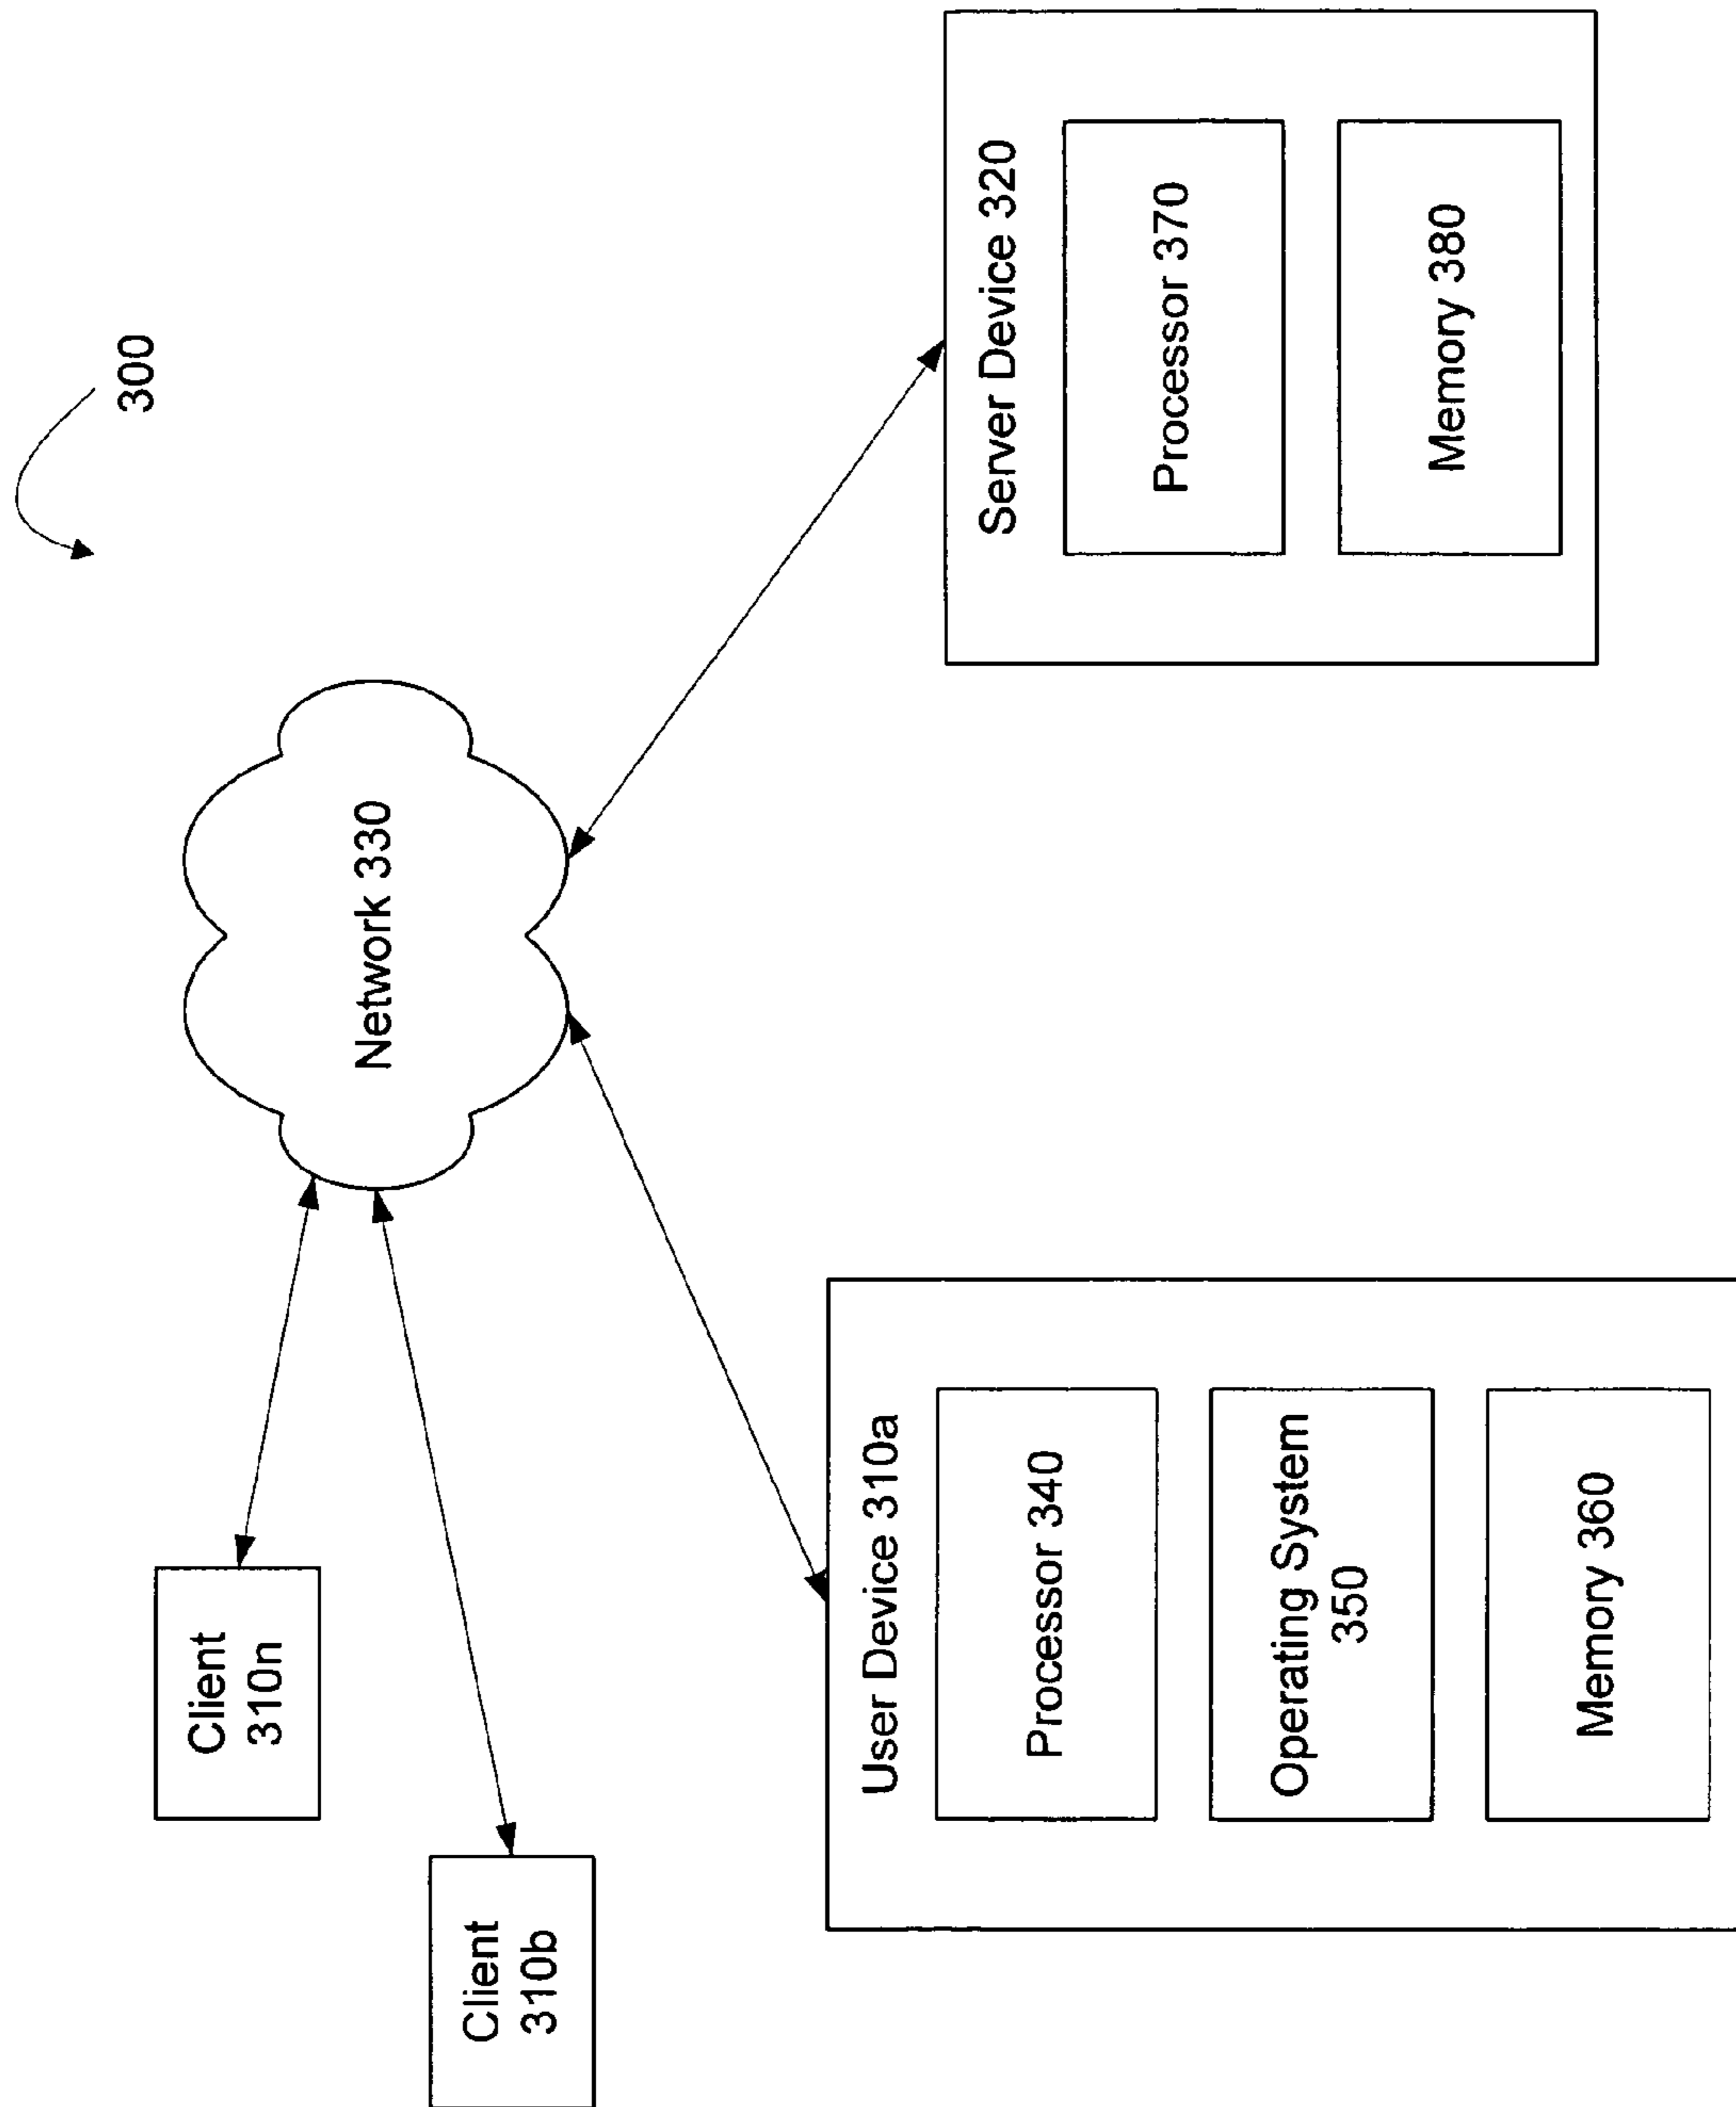 300
Client
310n
Network 330
Client
310b
User Device 310a
Processor 340
Operating System
350
Memory 360
Server Device 320
Processor 370
Memory 380